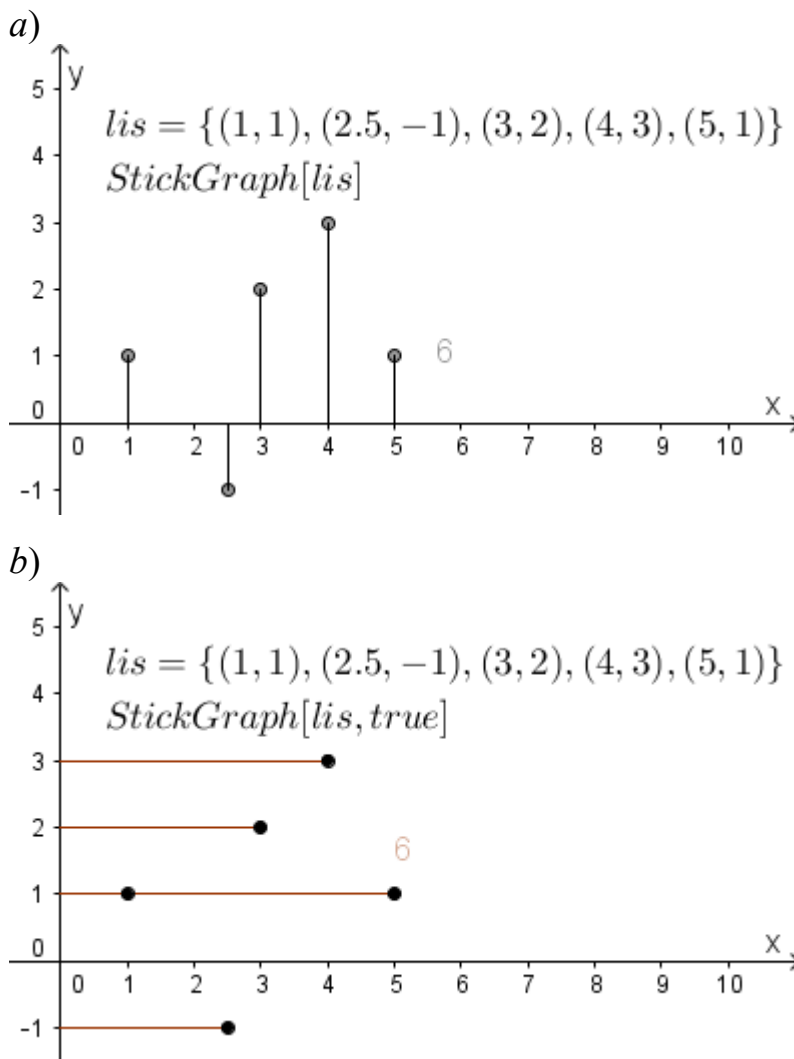 a)
y
5
lis = {(1, 1), (2.5, −1), (3, 2), (4, 3), (5, 1)}
4
StickGraph[lis]
3
2
1
6
0
x
0 1 2 3 4 5 6 7 8 9 10
-1
b)
y
5
lis = {(1, 1), (2.5, −1), (3, 2), (4, 3), (5, 1)}
4
StickGraph[lis, true]
3
2
6
1
0
x
0 1 2 3 4 5 6 7 8 9 10
-1